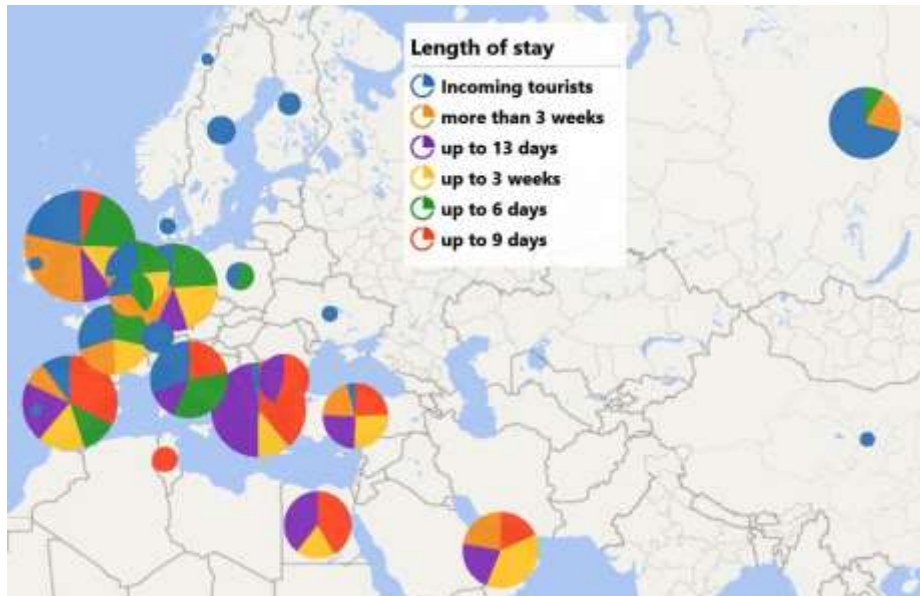 Length of stay
Incoming tourists
more than 3 weeks
up to 13 days
up to 3 weeks
up to 6 days
up to 9 days